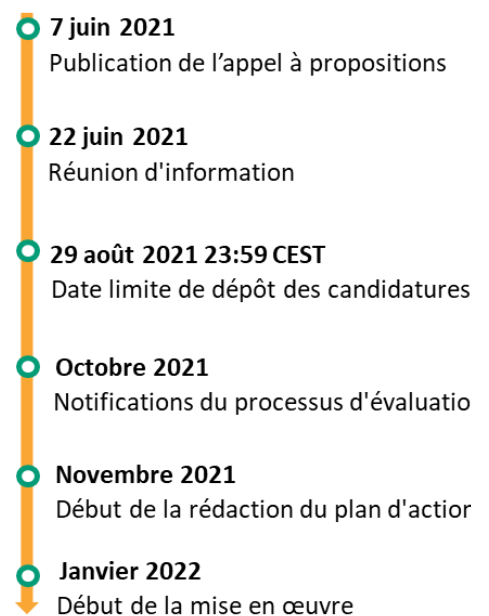 7 juin 2021
Publication de l’appel à propositions
22 juin 2021
Réunion d'information
29 août 2021 23:59 CEST
Date limite de dépôt des candidatures
Octobre 2021
Notifications du processus d'évaluatio
Novembre 2021
Début de la rédaction du plan d'action
Janvier 2022
Début de la mise en œuvre